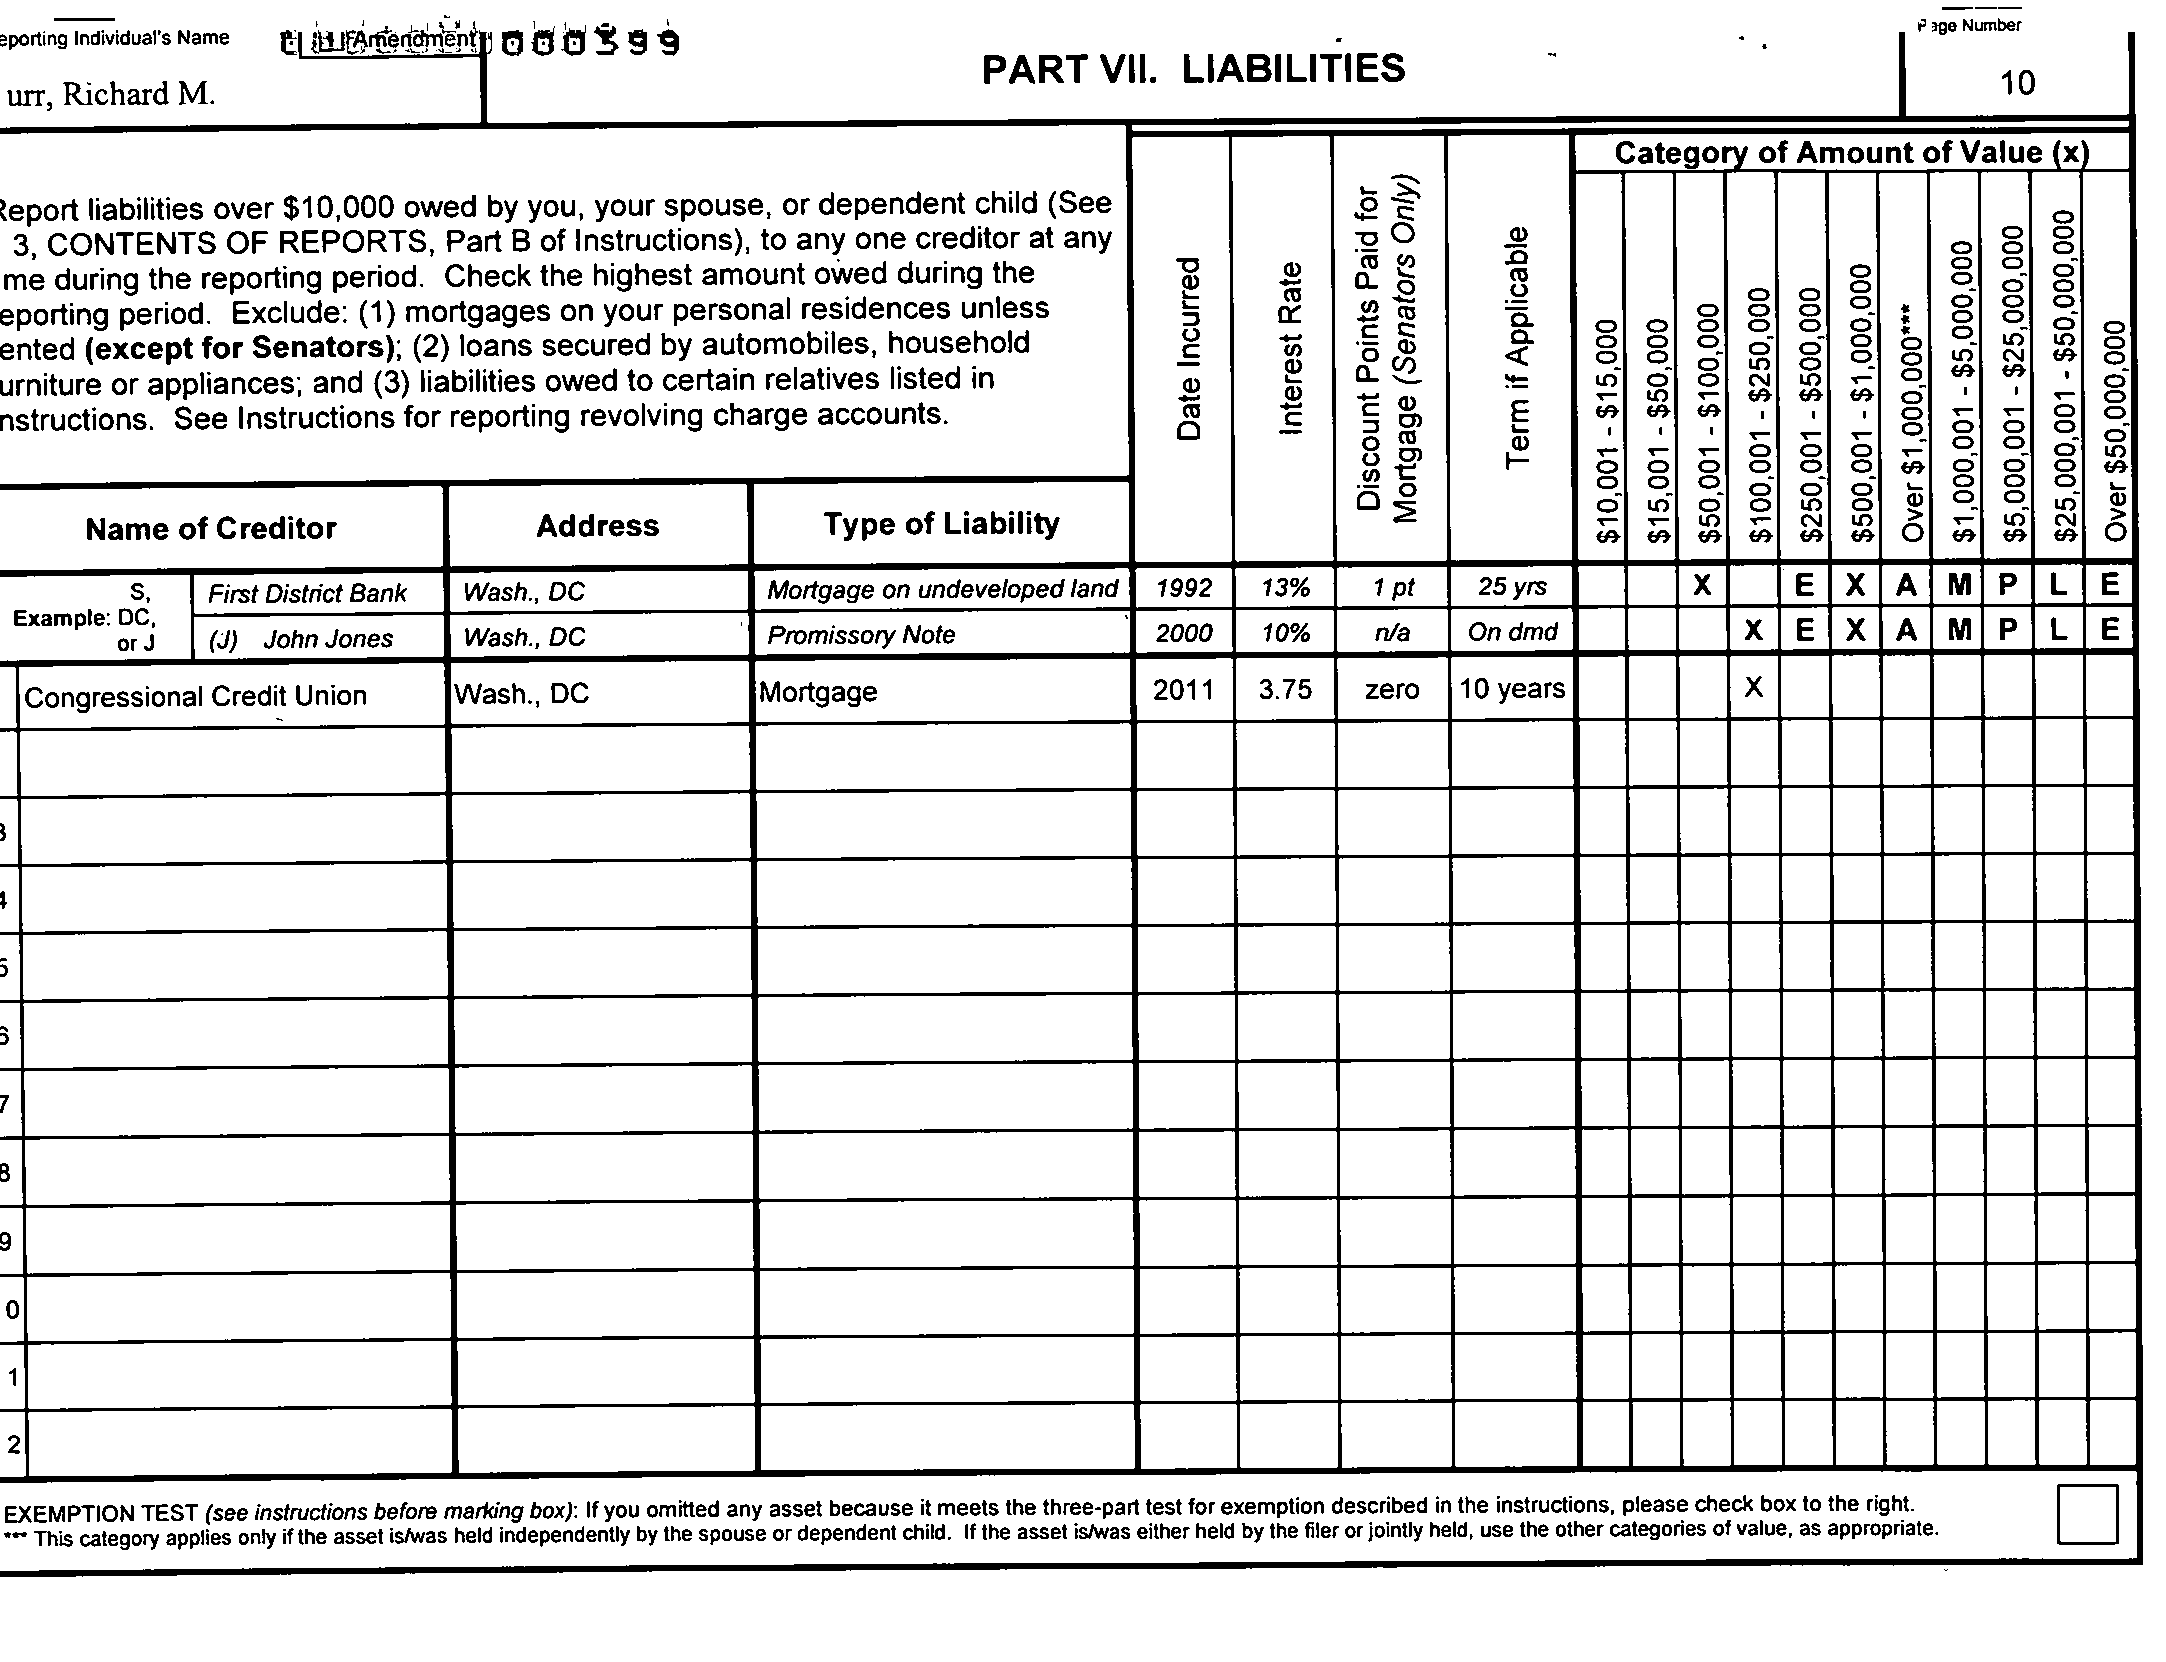 eporting Individual's Name
Amendment
000399
PART VII. LIABILITIES
Page Number
urr, Richard M.
10
Report liabilities over $10,000 owed by you, your spouse, or dependent child (See
3, CONTENTS OF REPORTS, Part B of Instructions), to any one creditor at any
me during the reporting period. Check the highest amount owed during the
eporting period. Exclude: (1) mortgages on your personal residences unless
ented (except for Senators); (2) loans secured by automobiles, household
urniture or appliances; and (3) liabilities owed to certain relatives listed in
nstructions. See Instructions for reporting revolving charge accounts.
Date Incurred
Interest Rate
Discount Points Paid for
Mortgage (Senators Only)
Term if Applicable
Category of Amount of Value (x)
$10,001 - $15,000
$15,001 - $50,000
$50,001 - $100,000
$100,001 - $250,000
$250,001 - $500,000
$500,001 - $1,000,000
Over $1,000,000***
$1,000,001 - $5,000,000
$5,000,001 - $25,000,000
$25,000,001 - $50,000,000
Over $50,000,000
Name of Creditor Address Type of Liability
Example: S, DC, or J
First District Bank Wash., DC Mortgage on undeveloped land 1992 13% 1 pt 25 yrs X E X A M P L E
(J) John Jones Wash., DC Promissory Note 2000 10% n/a On dmd X E X A M P L E
Congressional Credit Union Wash., DC Mortgage 2011 3.75 zero 10 years X
3
4
5
6
7
8
9
0
1
2
EXEMPTION TEST (see instructions before marking box): If you omitted any asset because it meets the three-part test for exemption described in the instructions, please check box to the right.
*** This category applies only if the asset is/was held independently by the spouse or dependent child. If the asset is/was either held by the filer or jointly held, use the other categories of value, as appropriate.